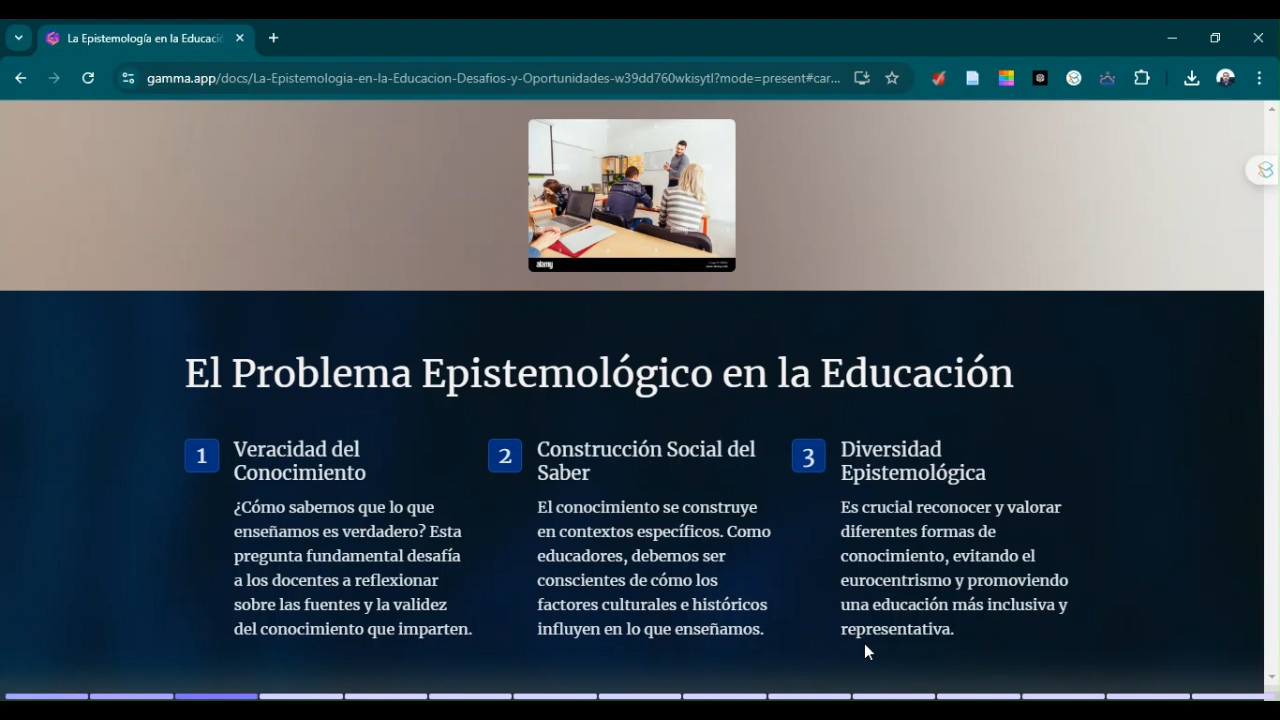 La Epistemología en la Educaci
gamma.app/docs/La-Epistemologia-en-la-Educacion-Desafios-y-Oportunidades-w39dd760wkisytl?mode=present#car...
alamy
El Problema Epistemológico en la Educación
1
Veracidad del
Conocimiento
¿Cómo sabemos que lo que
enseñamos es verdadero? Esta
pregunta fundamental desafía
a los docentes a reflexionar
sobre las fuentes y la validez
del conocimiento que imparten.
2
Construcción Social del
Saber
El conocimiento se construye
en contextos específicos. Como
educadores, debemos ser
conscientes de cómo los
factores culturales e históricos
influyen en lo que enseñamos.
3
Diversidad
Epistemológica
Es crucial reconocer y valorar
diferentes formas de
conocimiento, evitando el
eurocentrismo y promoviendo
una educación más inclusiva y
representativa.